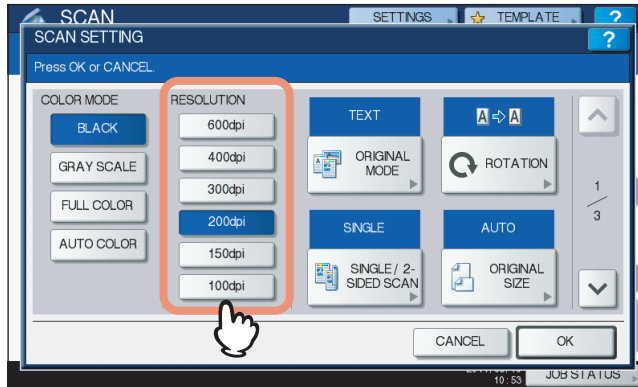 SCAN
SETTINGS
TEMPLATE
?
SCAN SETTING
?
Press OK or CANCEL.
COLOR MODE
BLACK
GRAY SCALE
FULL COLOR
AUTO COLOR
RESOLUTION
600dpi
400dpi
300dpi
200dpi
150dpi
100dpi
TEXT
ORIGINAL
MODE
A A
ROTATION
SINGLE
SINGLE / 2-
SIDED SCAN
AUTO
ORIGINAL
SIZE
1
3
CANCEL
OK
10:53
JOB STATUS